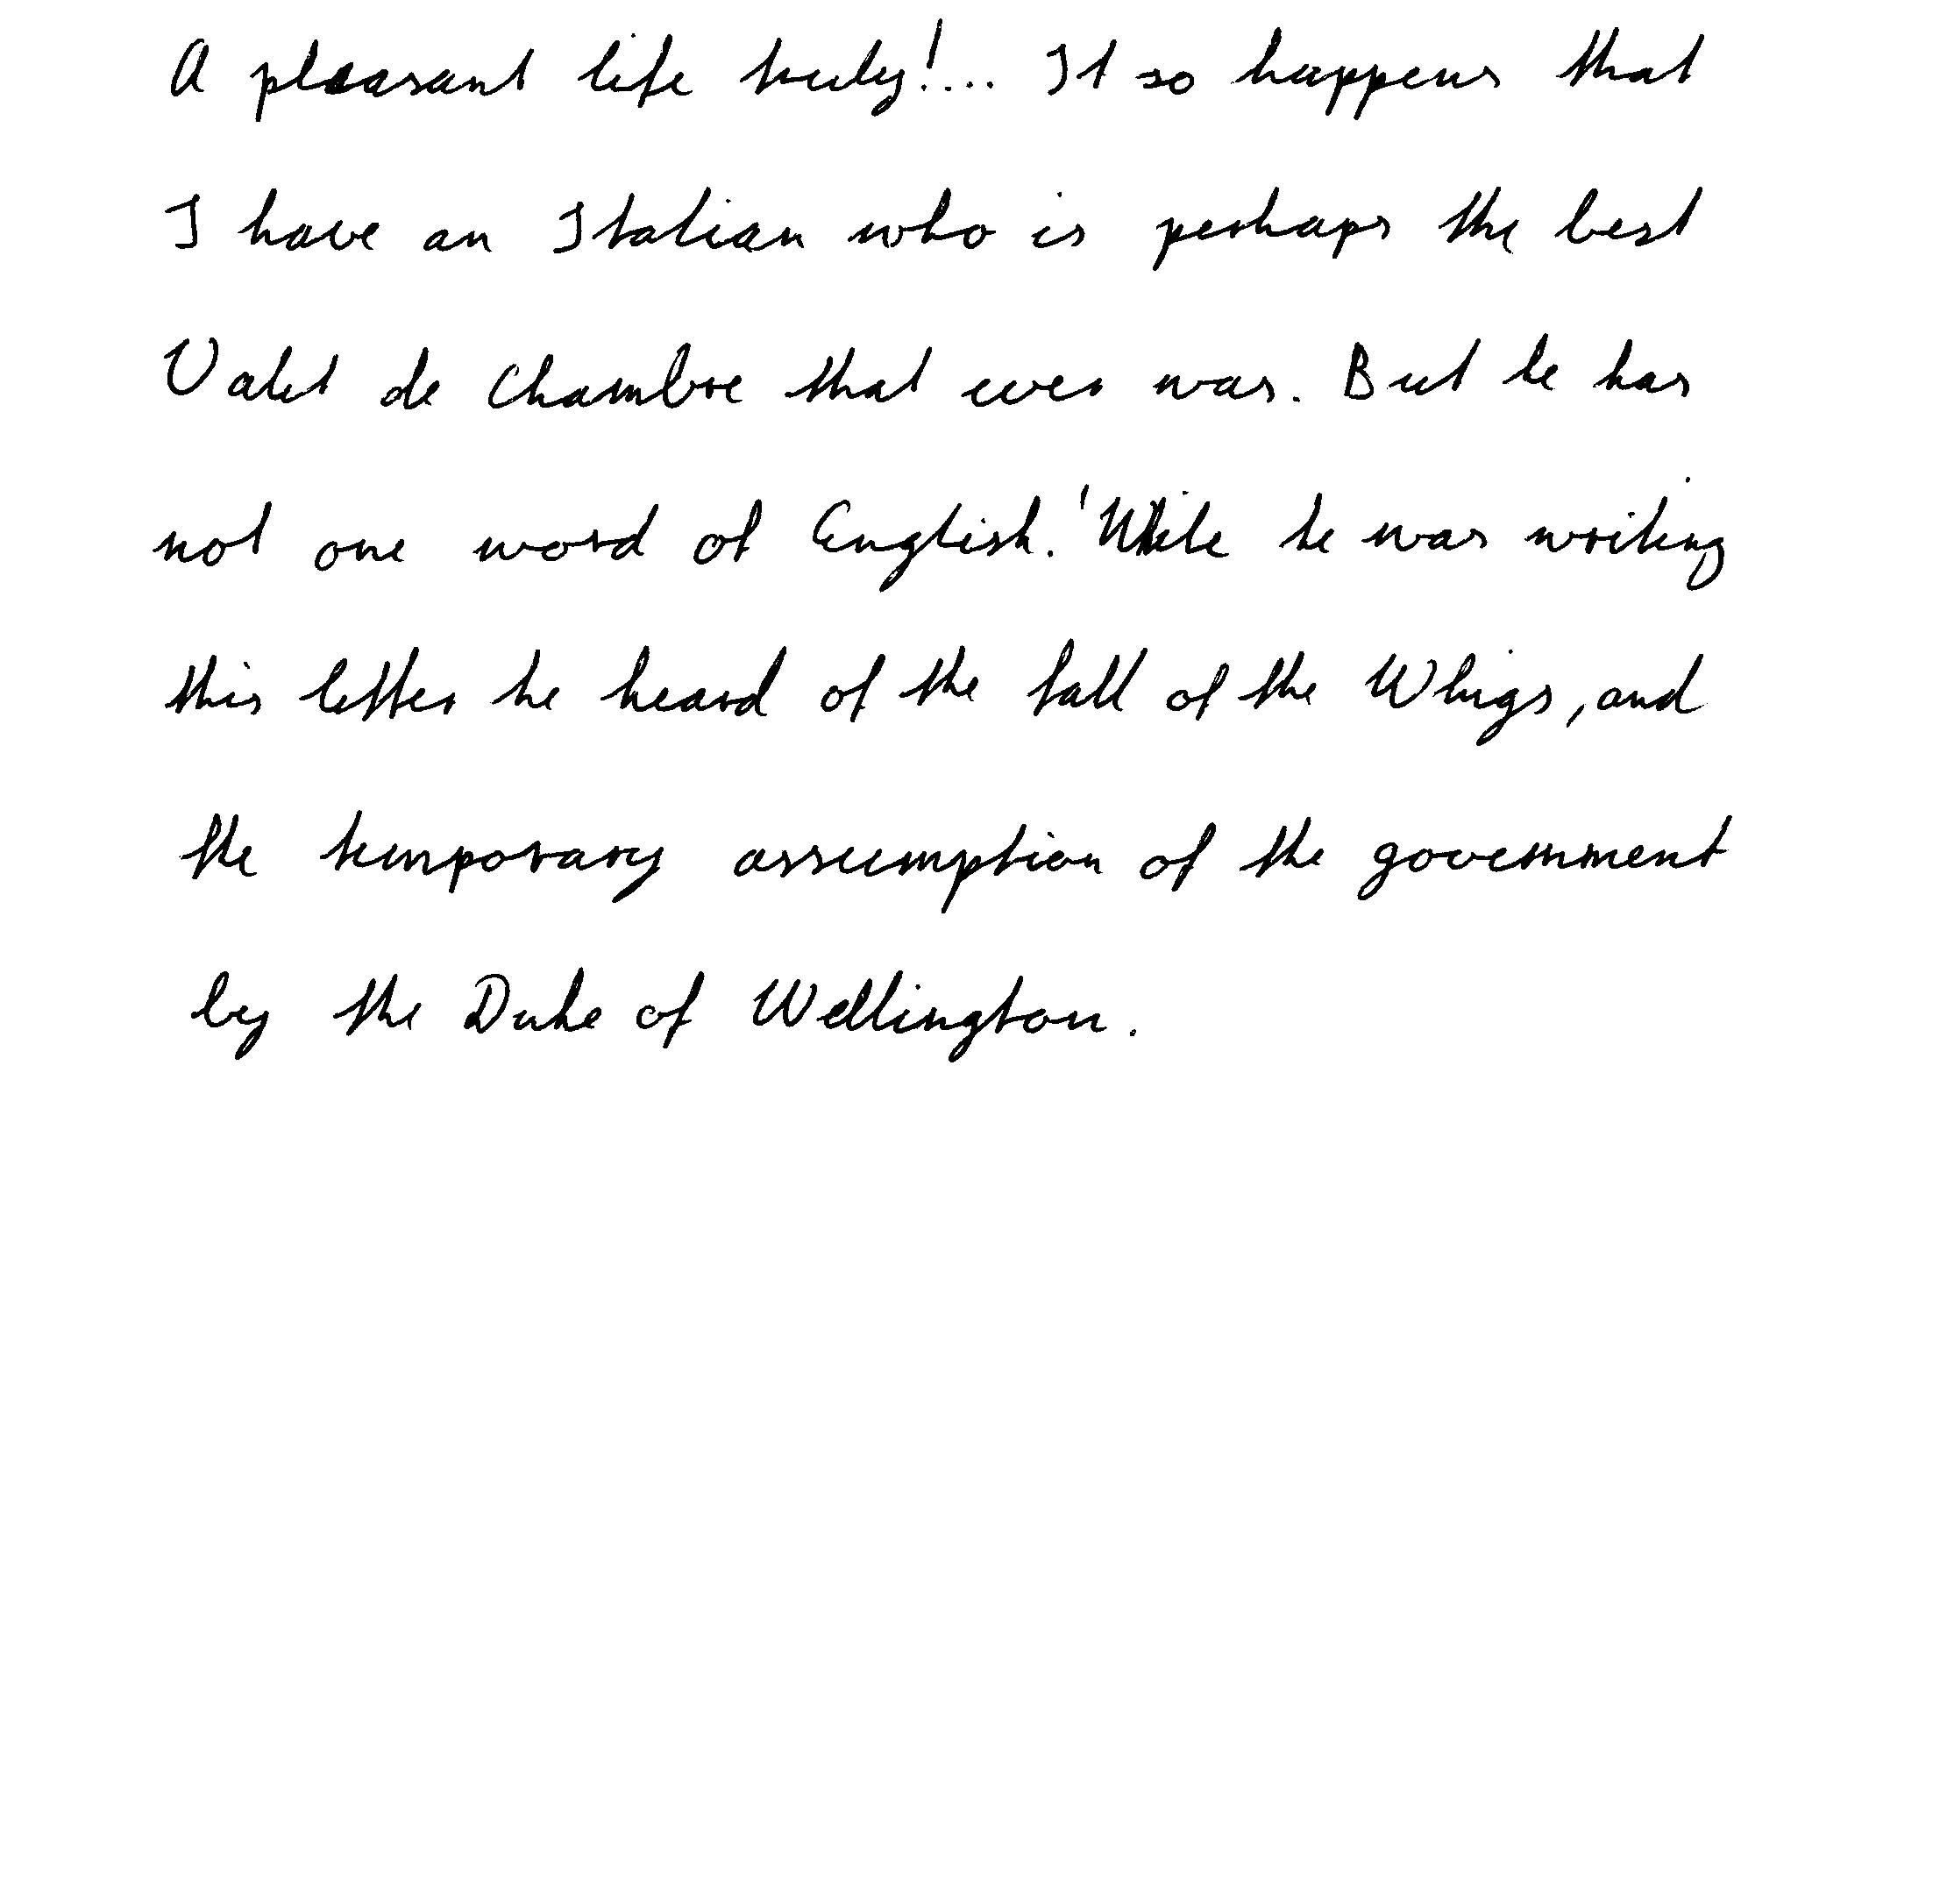 A pleasant life truly!... It so happens that
I have an Italian who is perhaps the best
Valet de Chambre that ever was. But he has
not one word of English.' While he was writing
this letter he heard of the fall of the Whigs, and
the temporary assumption of the government
by the Duke of Wellington.